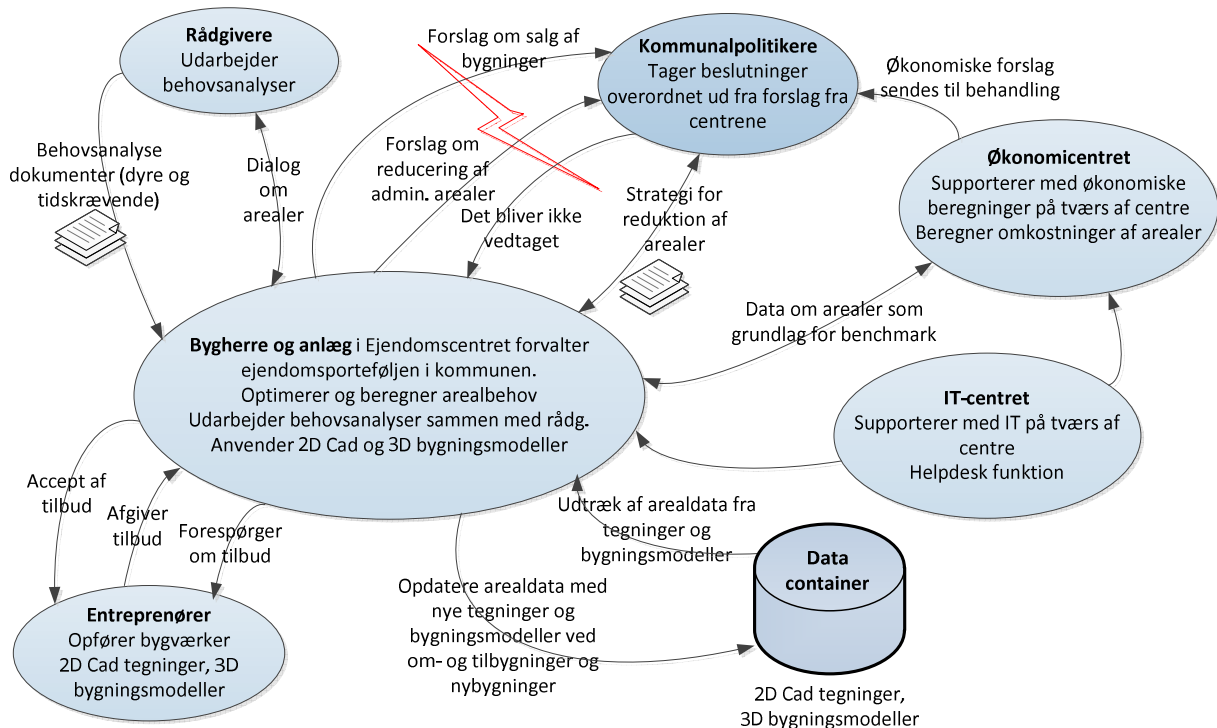 Rådgivere
Udarbejder
behovsanalyser
Forslag om salg af
bygninger
Kommunalpolitikere
Tager beslutninger
overordnet ud fra forslag fra
centrene
Økonomiske forslag
sendes til behandling
Behovsanalyse
dokumenter (dyre og
tidskrævende)
Dialog
om
arealer
Forslag om
reducering af
admin. arealer
Det bliver ikke
vedtaget
Strategi for
reduktion af
arealer
Økonomicentret
Supporterer med økonomiske
beregninger på tværs af centre
Beregner omkostninger af arealer
Data om arealer som
grundlag for benchmark
Bygherre og anlæg i Ejendomscentret forvalter
ejendomsporteføljen i kommunen.
Optimerer og beregner arealbehov
Udarbejder behovsanalyser sammen med rådg.
Anvender 2D Cad og 3D bygningsmodeller
IT-centret
Supporterer med IT på tværs af
centre
Helpdesk funktion
Accept af
tilbud
Afgiver
tilbud
Forespørger
om tilbud
Udtræk af arealdata fra
tegninger og
bygningsmodeller
Data
container
Opdatere arealdata med
nye tegninger og
bygningsmodeller ved
om- og tilbygninger og
nybygninger
Entreprenører
Opfører bygværker
2D Cad tegninger, 3D
bygningsmodeller
2D Cad tegninger,
3D bygningsmodeller